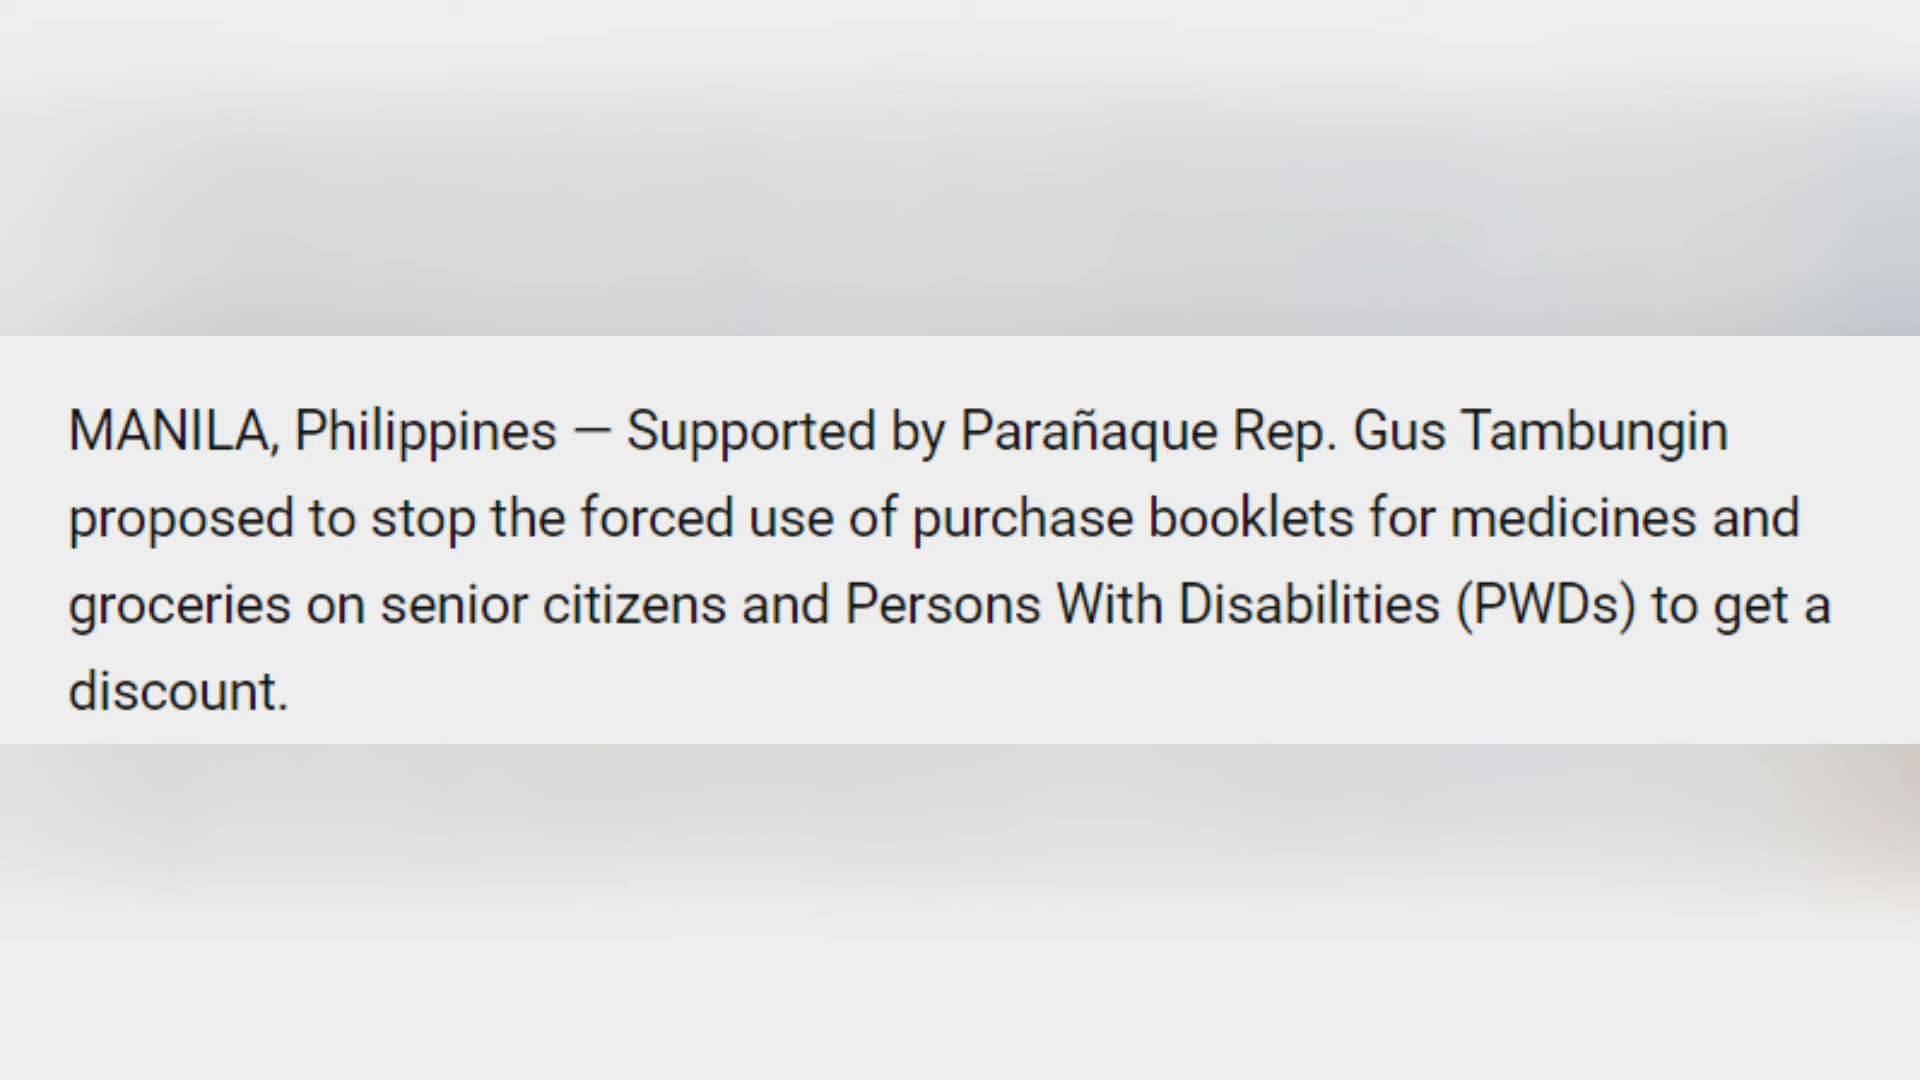 MANILA, Philippines — Supported by Parañaque Rep. Gus Tambungin
proposed to stop the forced use of purchase booklets for medicines and
groceries on senior citizens and Persons With Disabilities (PWDs) to get a
discount.